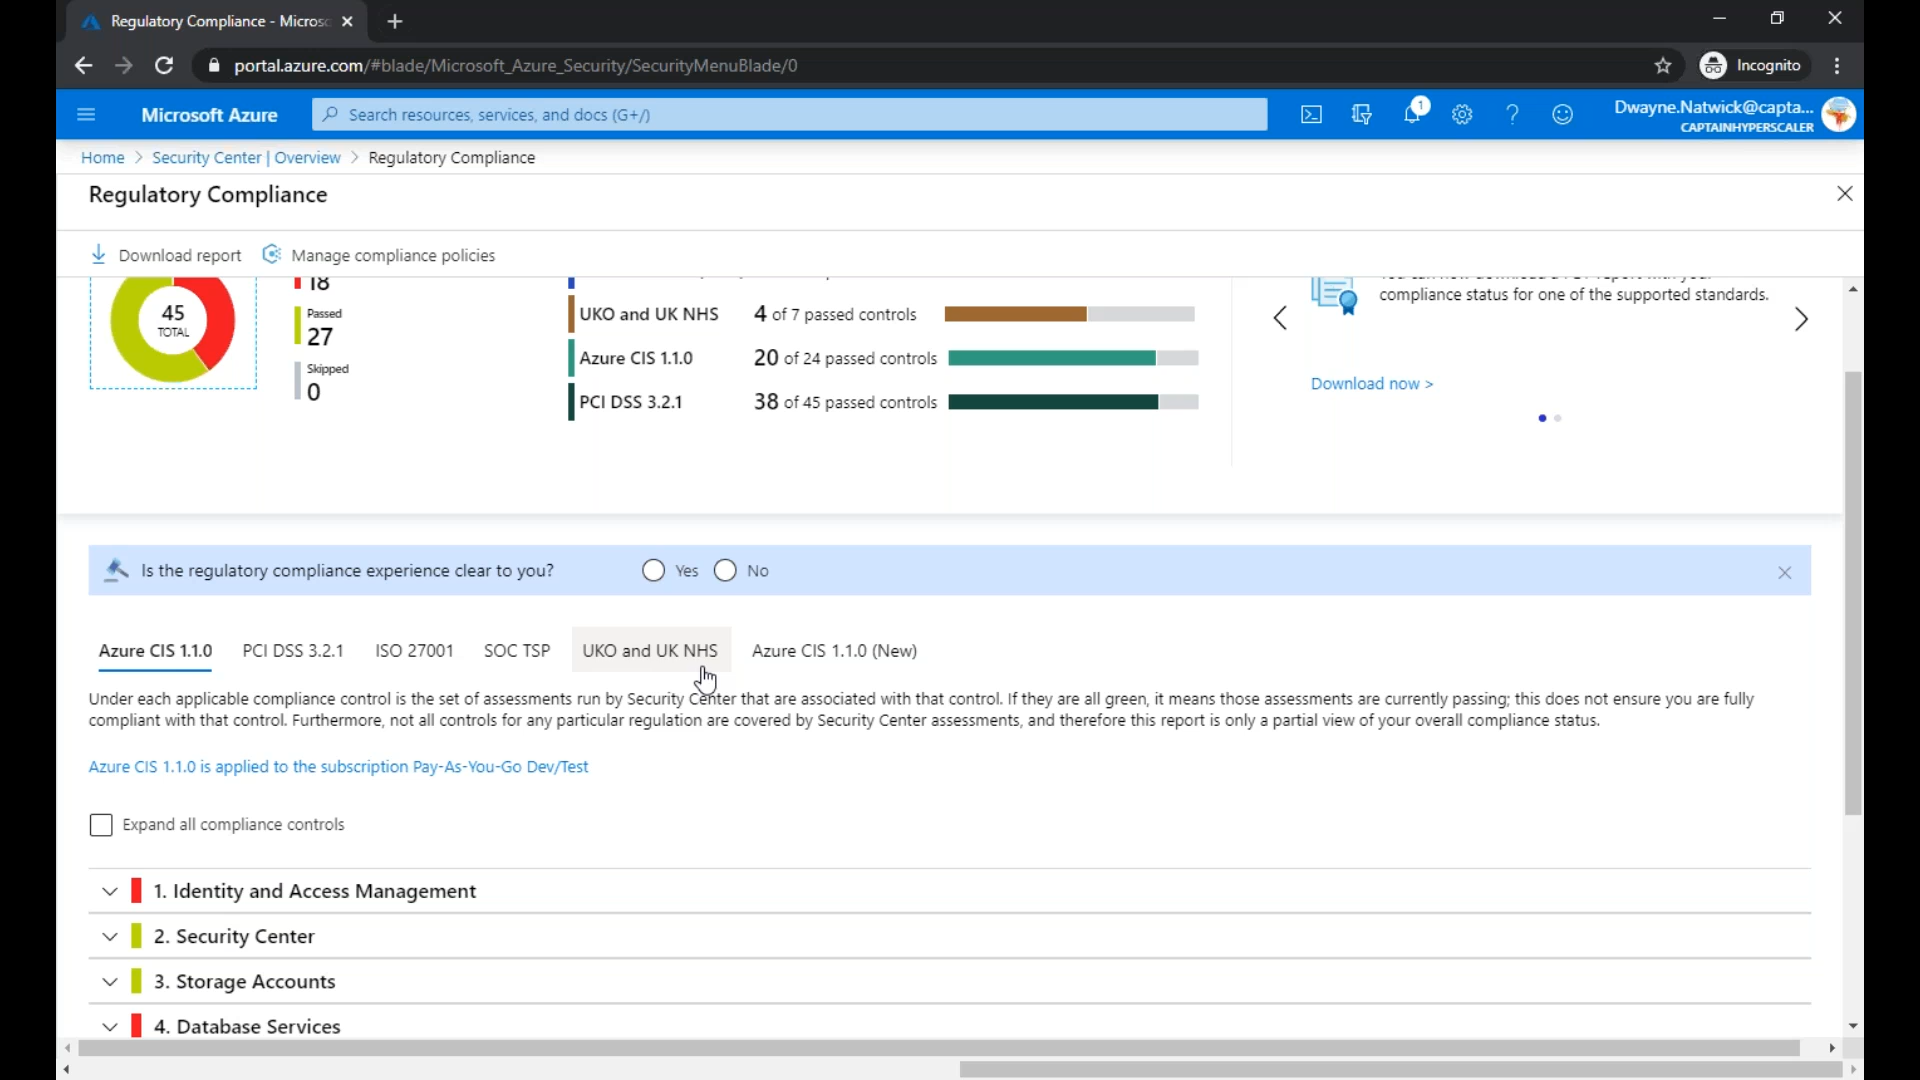 Regulatory Compliance - Micros
portal.azure.com/#blade/Microsoft_Azure_Security/SecurityMenuBlade/0
Incognito
Microsoft Azure
Search resources, services, and docs (G+/)
1
Dwayne.Natwick@capta...
CAPTAINHYPERSCALER
Home > Security Center | Overview > Regulatory Compliance
Regulatory Compliance
Download report
Manage compliance policies
45
TOTAL
18
Passed
27
Skipped
0
UKO and UK NHS 4 of 7 passed controls
Azure CIS 1.1.0 20 of 24 passed controls
PCI DSS 3.2.1 38 of 45 passed controls
compliance status for one of the supported standards.
Download now >
Is the regulatory compliance experience clear to you? Yes No
Azure CIS 1.1.0 PCI DSS 3.2.1 ISO 27001 SOC TSP UKO and UK NHS Azure CIS 1.1.0 (New)
Under each applicable compliance control is the set of assessments run by Security Center that are associated with that control. If they are all green, it means those assessments are currently passing; this does not ensure you are fully
compliant with that control. Furthermore, not all controls for any particular regulation are covered by Security Center assessments, and therefore this report is only a partial view of your overall compliance status.
Azure CIS 1.1.0 is applied to the subscription Pay-As-You-Go Dev/Test
Expand all compliance controls
1. Identity and Access Management
2. Security Center
3. Storage Accounts
4. Database Services